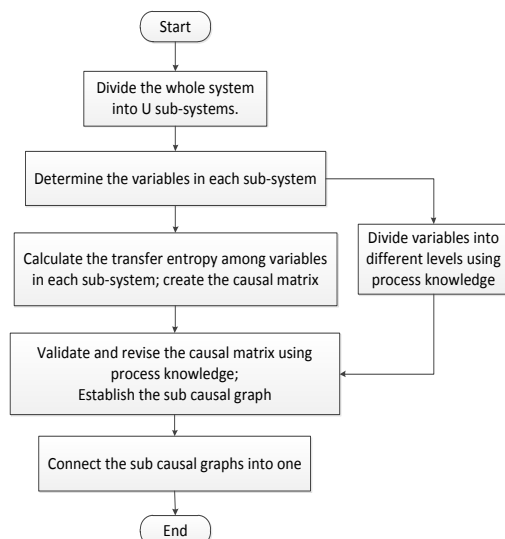 Start
Divide the whole system
into U sub-systems.
Determine the variables in each sub-system
Calculate the transfer entropy among variables
in each sub-system; create the causal matrix
Divide variables into
different levels using
process knowledge
Validate and revise the causal matrix using
process knowledge;
Establish the sub causal graph
Connect the sub causal graphs into one
End